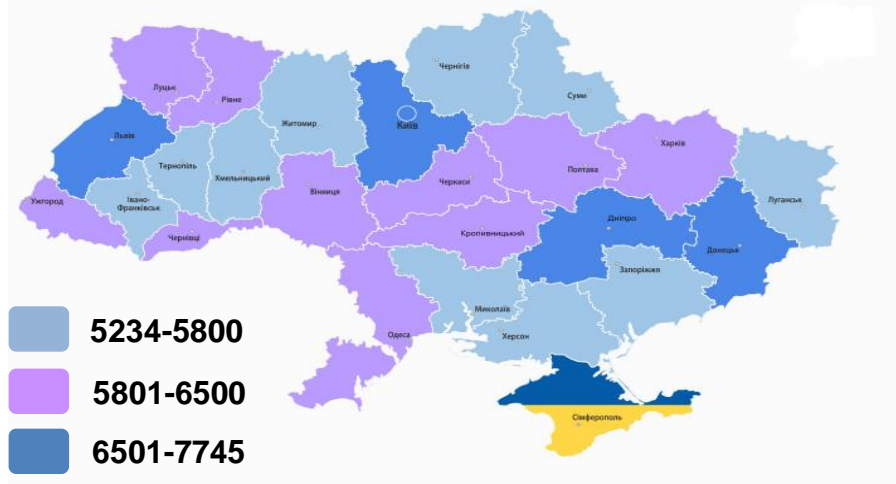 Чернігів
Суми
Луцьк
Рівне
Київ
Житомир
Львів
Харків
Тернопіль
Хмельницький
Полтава
Черкаси
Вінниця
Ужгород
Івано-
Франківськ
Луганськ
Дніпро
Кропивницький
Чернівці
Донецьк
Запоріжжя
Миколаїв
Одеса
Херсон
Сімферополь
5234-5800
5801-6500
6501-7745